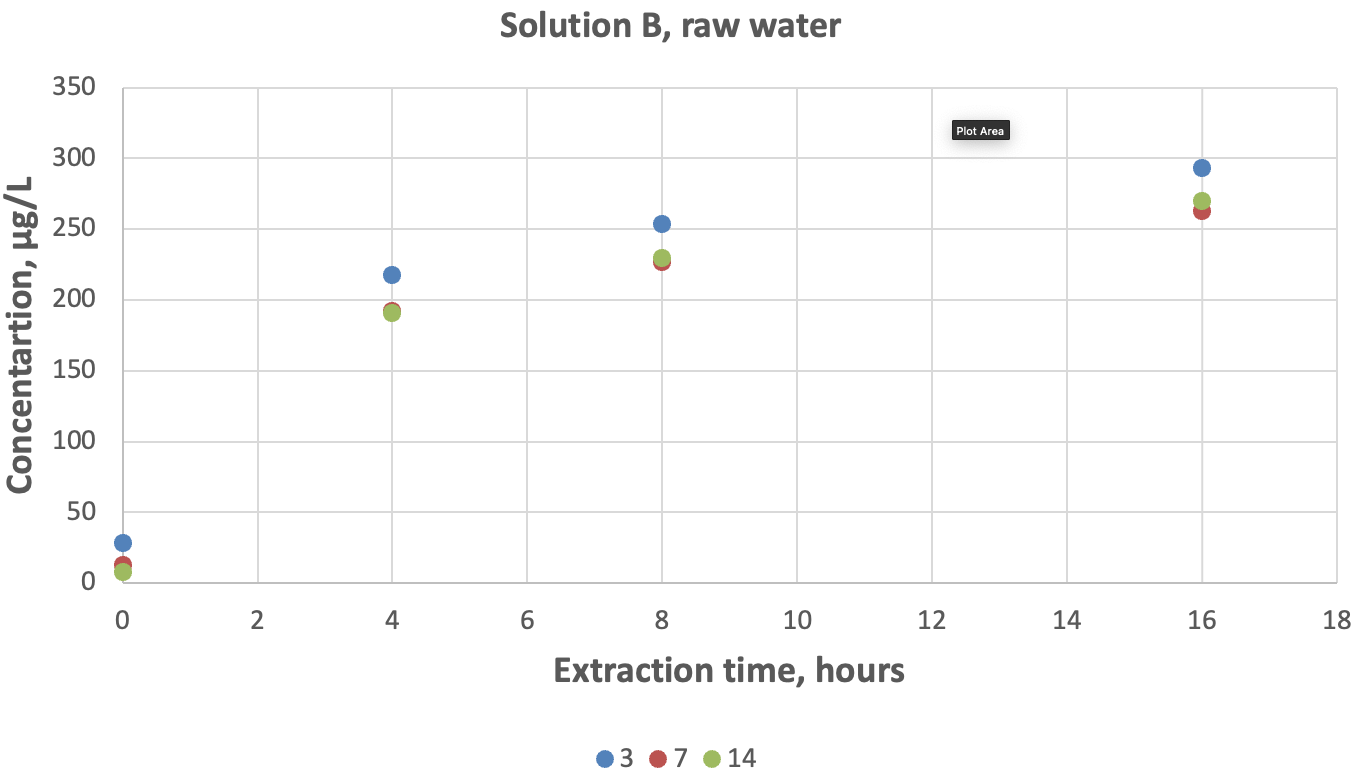 Solution B, raw water
350
300
250
200
150
100
50
0
Concentartion, µg/L
Plot Area
0 2 4 6 8 10 12 14 16 18
Extraction time, hours
3 7 14